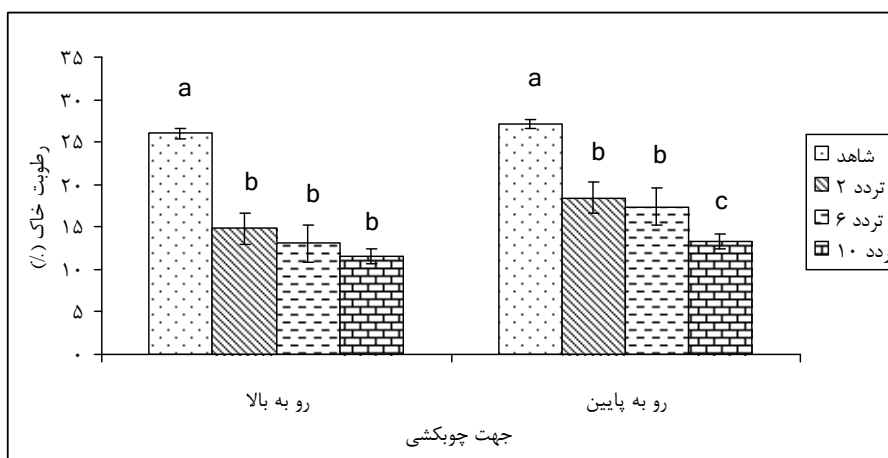 رطوبت خاک (٪)
۳۵
۳۰
۲۵
۲۰
۱۵
۱۰
۵
۰
a
b
b
b
a
b
b
c
رو به بالا
رو به پایین
جهت چوبکشی
شاهد
۲ تردد
۶ تردد
۱۰ ردد